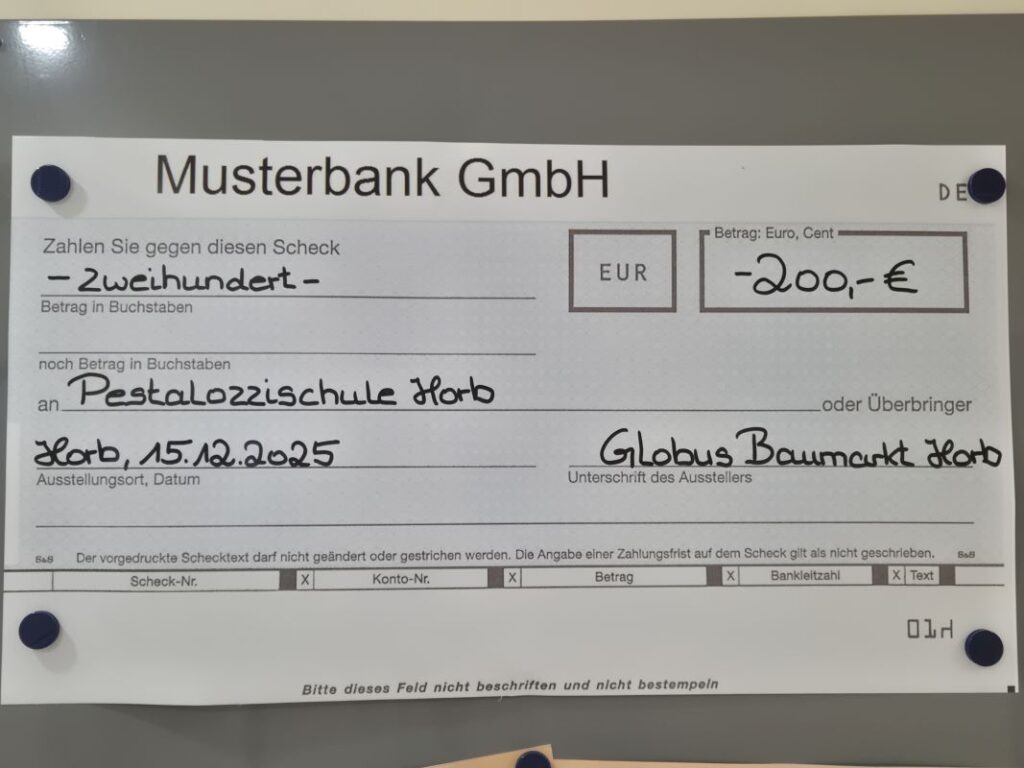 Musterbank GmbH
DE
Zahlen Sie gegen diesen Scheck
Betrag: Euro, Cent
- Zweihundert -
EUR
-200,- €
Betrag in Buchstaben
noch Betrag in Buchstaben
an Pestalozzischule Horb oder Überbringer
Horb, 15.12.2025 Globus Baumarkt Horb
Ausstellungsort, Datum Unterschrift des Ausstellers
S&S Der vorgedruckte Schecktext darf nicht geändert oder gestrichen werden. Die Angabe einer Zahlungsfrist auf dem Scheck gilt als nicht geschrieben. S&S
Scheck-Nr. X Konto-Nr. X Betrag X Bankleitzahl X Text
Bitte dieses Feld nicht beschriften und nicht bestempeln